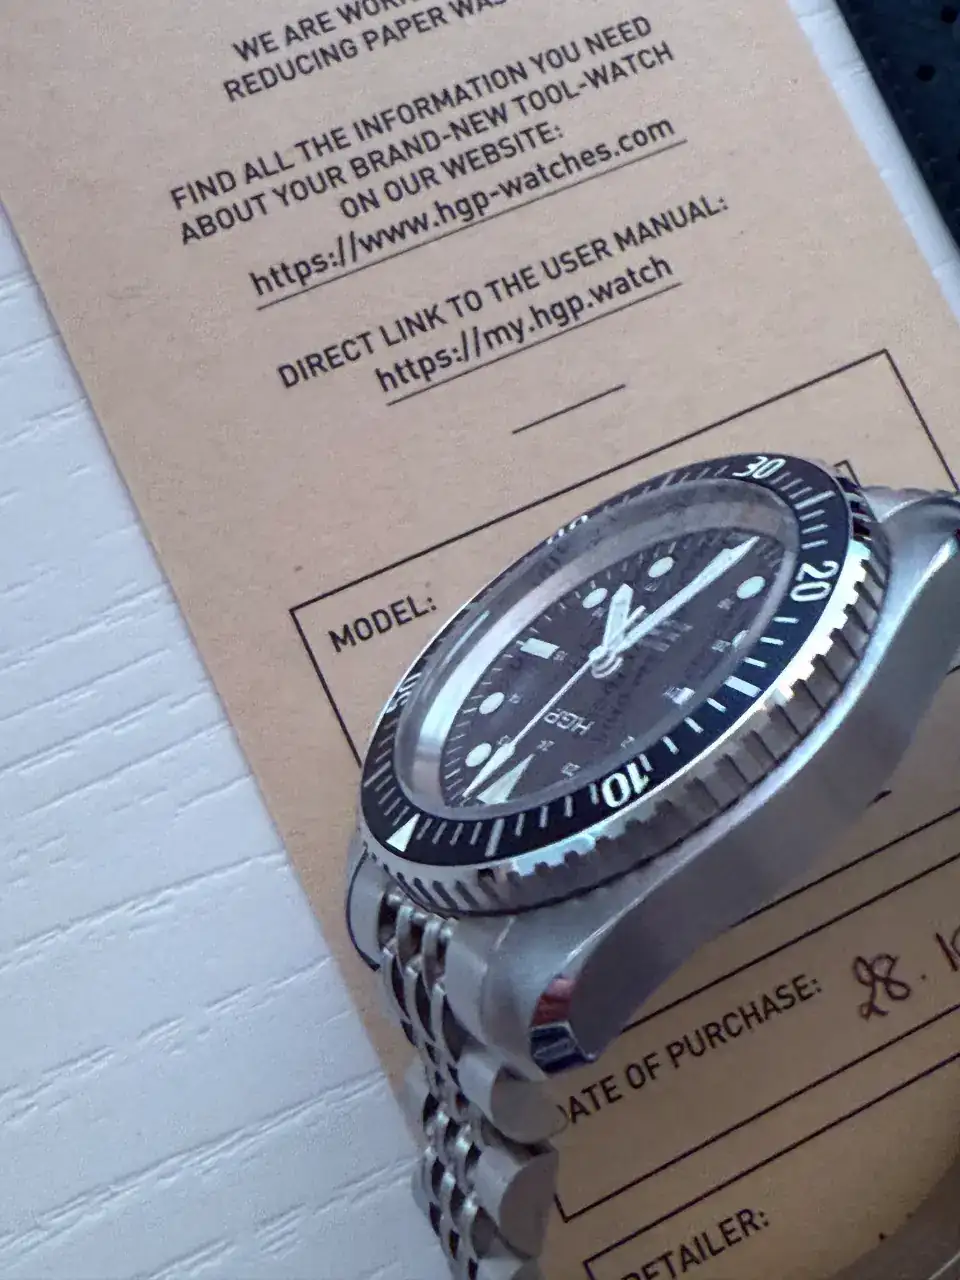 WE ARE
REDUCING PAPER
FIND ALL THE INFORMATION YOU NEED
ABOUT YOUR BRAND-NEW TOOL-WATCH
ON OUR WEBSITE:
https://www.hgp-watches.com
DIRECT LINK TO THE USER MANUAL:
https://my.hgp.watch
MODEL:
30
20
10
HGP
DATE OF PURCHASE: 28.
RETAILER: